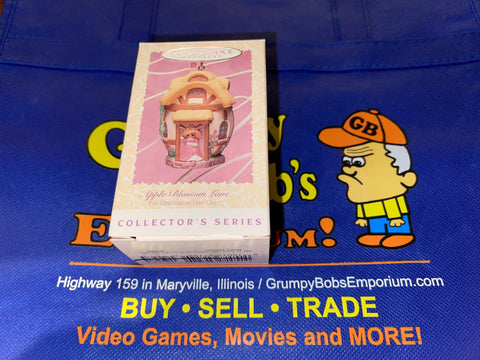 Apple Blossom Lane
For Decorative Use Only
COLLECTOR'S SERIES
GB
Highway 159 in Maryville, Illinois / GrumpyBobsEmporium.com
BUY • SELL • TRADE
Video Games, Movies and MORE!